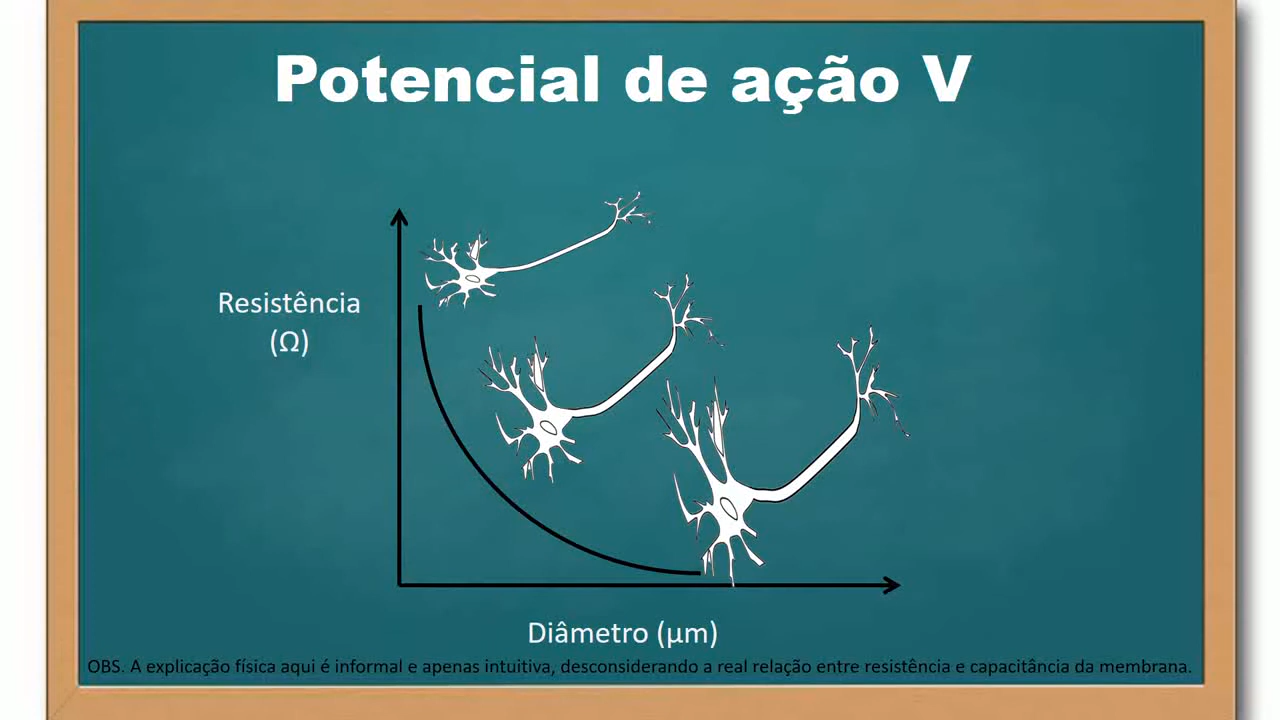 Potencial de ação V
Resistência
(Ω)
Diâmetro (µm)
OBS. A explicação física aqui é informal e apenas intuitiva, desconsiderando a real relação entre resistência e capacitância da membrana.